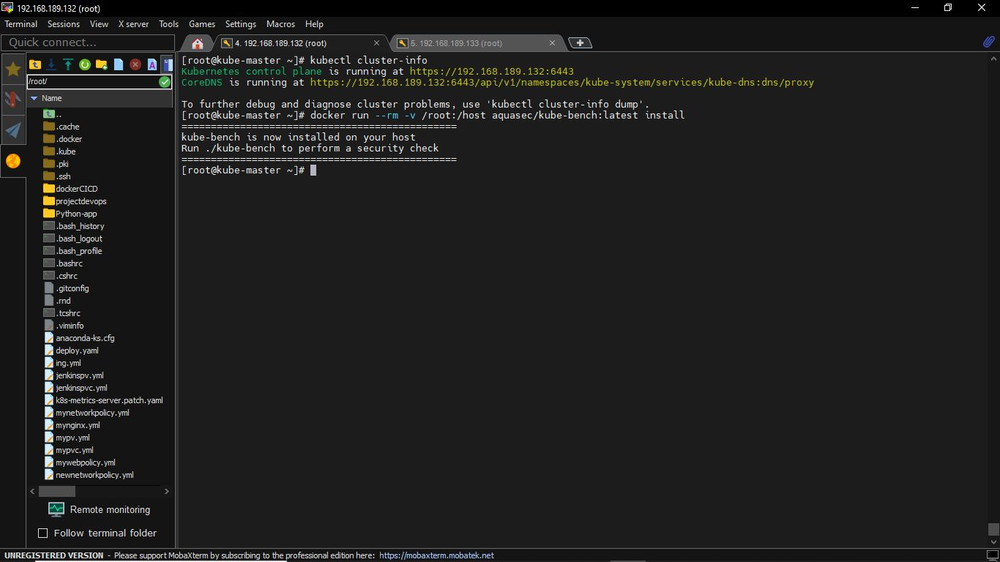 192.168.189.132 (root)
Terminal Sessions View X server Tools Games Settings Macros Help
Quick connect...
4. 192.168.189.132 (root)
5. 192.168.189.133 (root)
/root/
Name
..
.cache
.docker
.kube
.pki
.ssh
dockerCICD
projectdevops
Python-app
.bash_history
.bash_logout
.bash_profile
.bashrc
.cshrc
.gitconfig
.rnd
.tcshrc
.viminfo
anaconda-ks.cfg
deploy.yaml
ing.yml
jenkinspv.yml
jenkinspvc.yml
k8s-metrics-server.patch.yaml
mynetworkpolicy.yml
mynginx.yml
mypv.yml
mypvc.yml
mywebpolicy.yml
newnetworkpolicy.yml
Remote monitoring
Follow terminal folder
[root@kube-master ~]# kubectl cluster-info
Kubernetes control plane is running at https://192.168.189.132:6443
CoreDNS is running at https://192.168.189.132:6443/api/v1/namespaces/kube-system/services/kube-dns:dns/proxy
To further debug and diagnose cluster problems, use 'kubectl cluster-info dump'.
[root@kube-master ~]# docker run --rm -v /root:/host aquasec/kube-bench:latest install
===============================================
kube-bench is now installed on your host
Run ./kube-bench to perform a security check
===============================================
[root@kube-master ~]#
UNREGISTERED VERSION - Please support MobaXterm by subscribing to the professional edition here: https://mobaxterm.mobatek.net